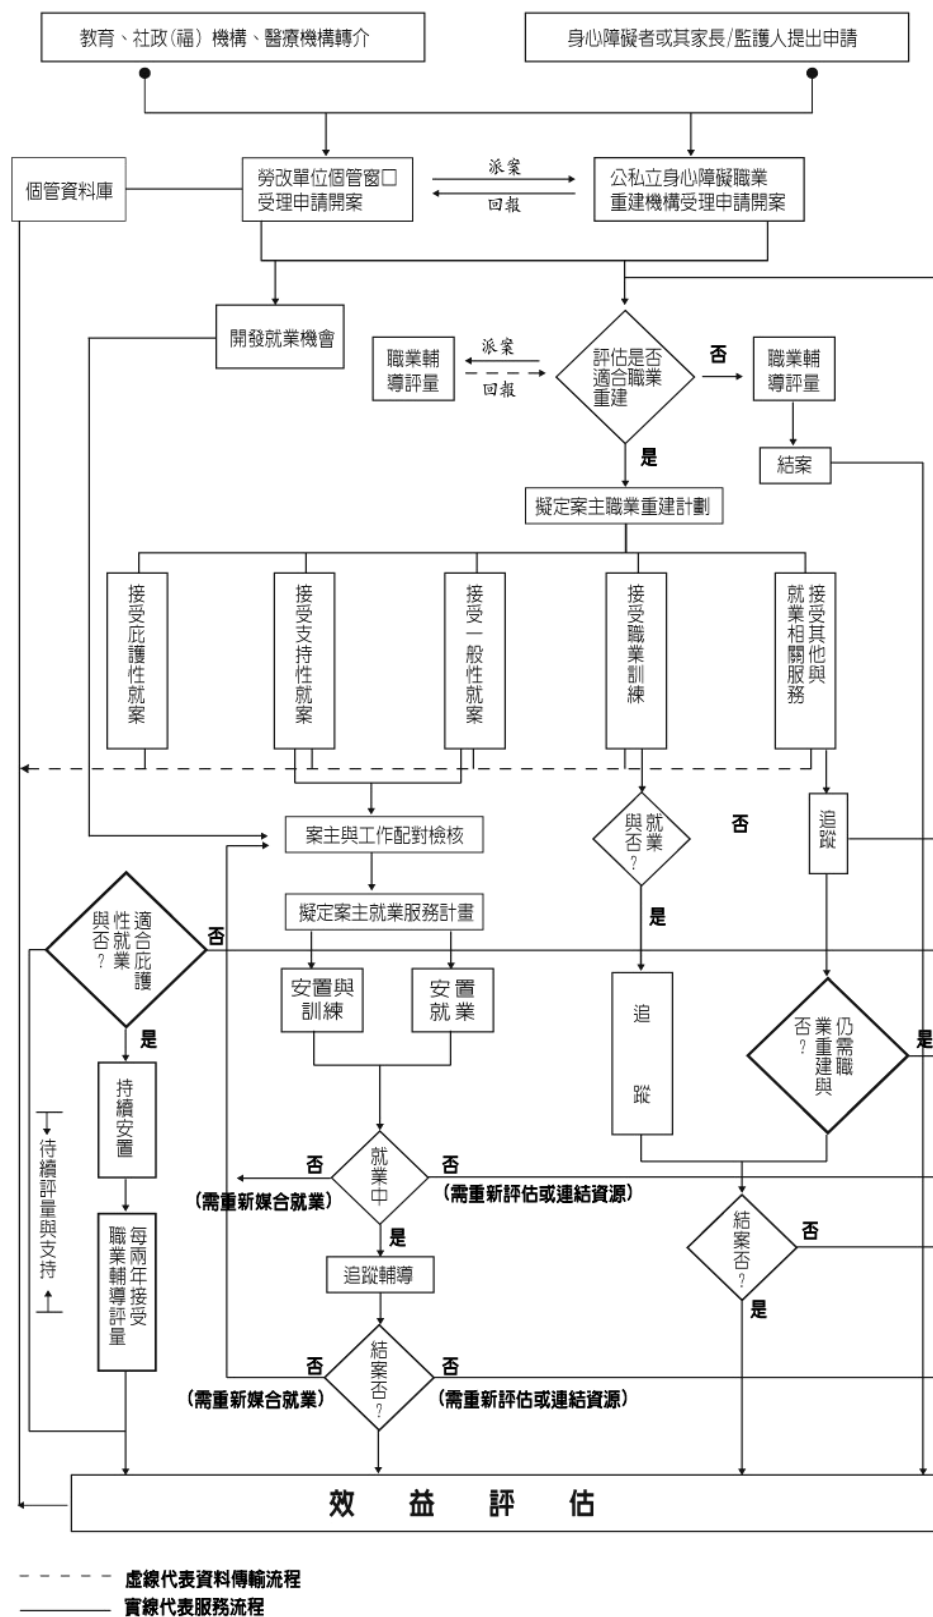 教育、社政(福) 機構、醫療機構轉介
身心障礙者或其家長/監護人提出申請
個管資料庫
勞改單位個管窗口
受理申請開案
派案
回報
公私立身心障礙職業
重建機構受理申請開案
開發就業機會
職業輔
導評量
派案
回報
評估是否
適合職業
重建
否
職業輔
導評量
結案
是
擬定案主職業重建計劃
接受庇護性就案
接受支持性就案
接受一般性就案
接受職業訓練
接受其他與
就業相關服務
案主與工作配對檢核
就業
與否?
否
追蹤
擬定案主就業服務計畫
適合庇護
性就業
與否?
否
是
安置與
訓練
安置
就業
追蹤
仍需職
業重建與
否?
是
是
持續安置
待續評量與支持
每兩年接受
職業輔導評量
就業中
否
(需重新媒合就業)
否
(需重新評估或連結資源)
是
追蹤輔導
結案否?
否
是
結案否?
否
(需重新媒合就業)
否
(需重新評估或連結資源)
效益評估
虛線代表資料傳輸流程
實線代表服務流程